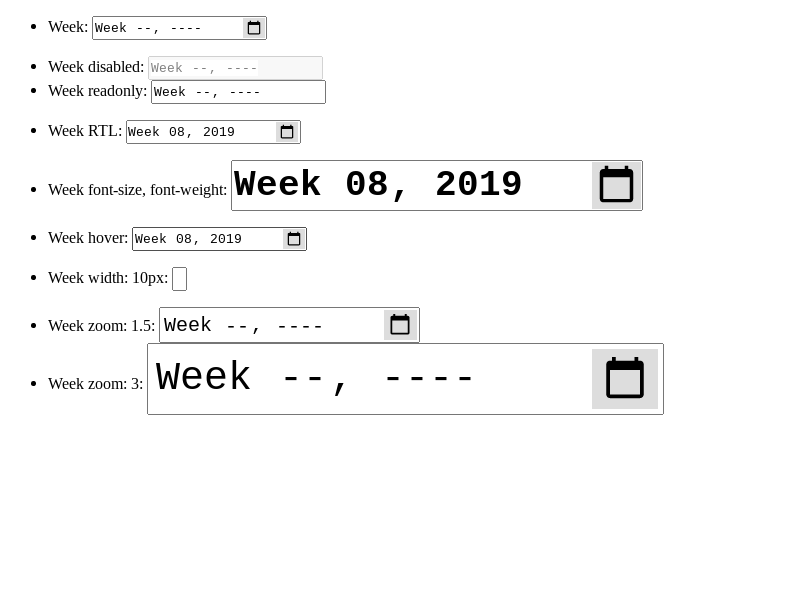 Week: Week --, ----
Week disabled: Week --, ----
Week readonly: Week --, ----
Week RTL: Week 08, 2019
Week font-size, font-weight: Week 08, 2019
Week hover: Week 08, 2019
Week width: 10px:
Week zoom: 1.5: Week --, ----
Week zoom: 3: Week --, ----